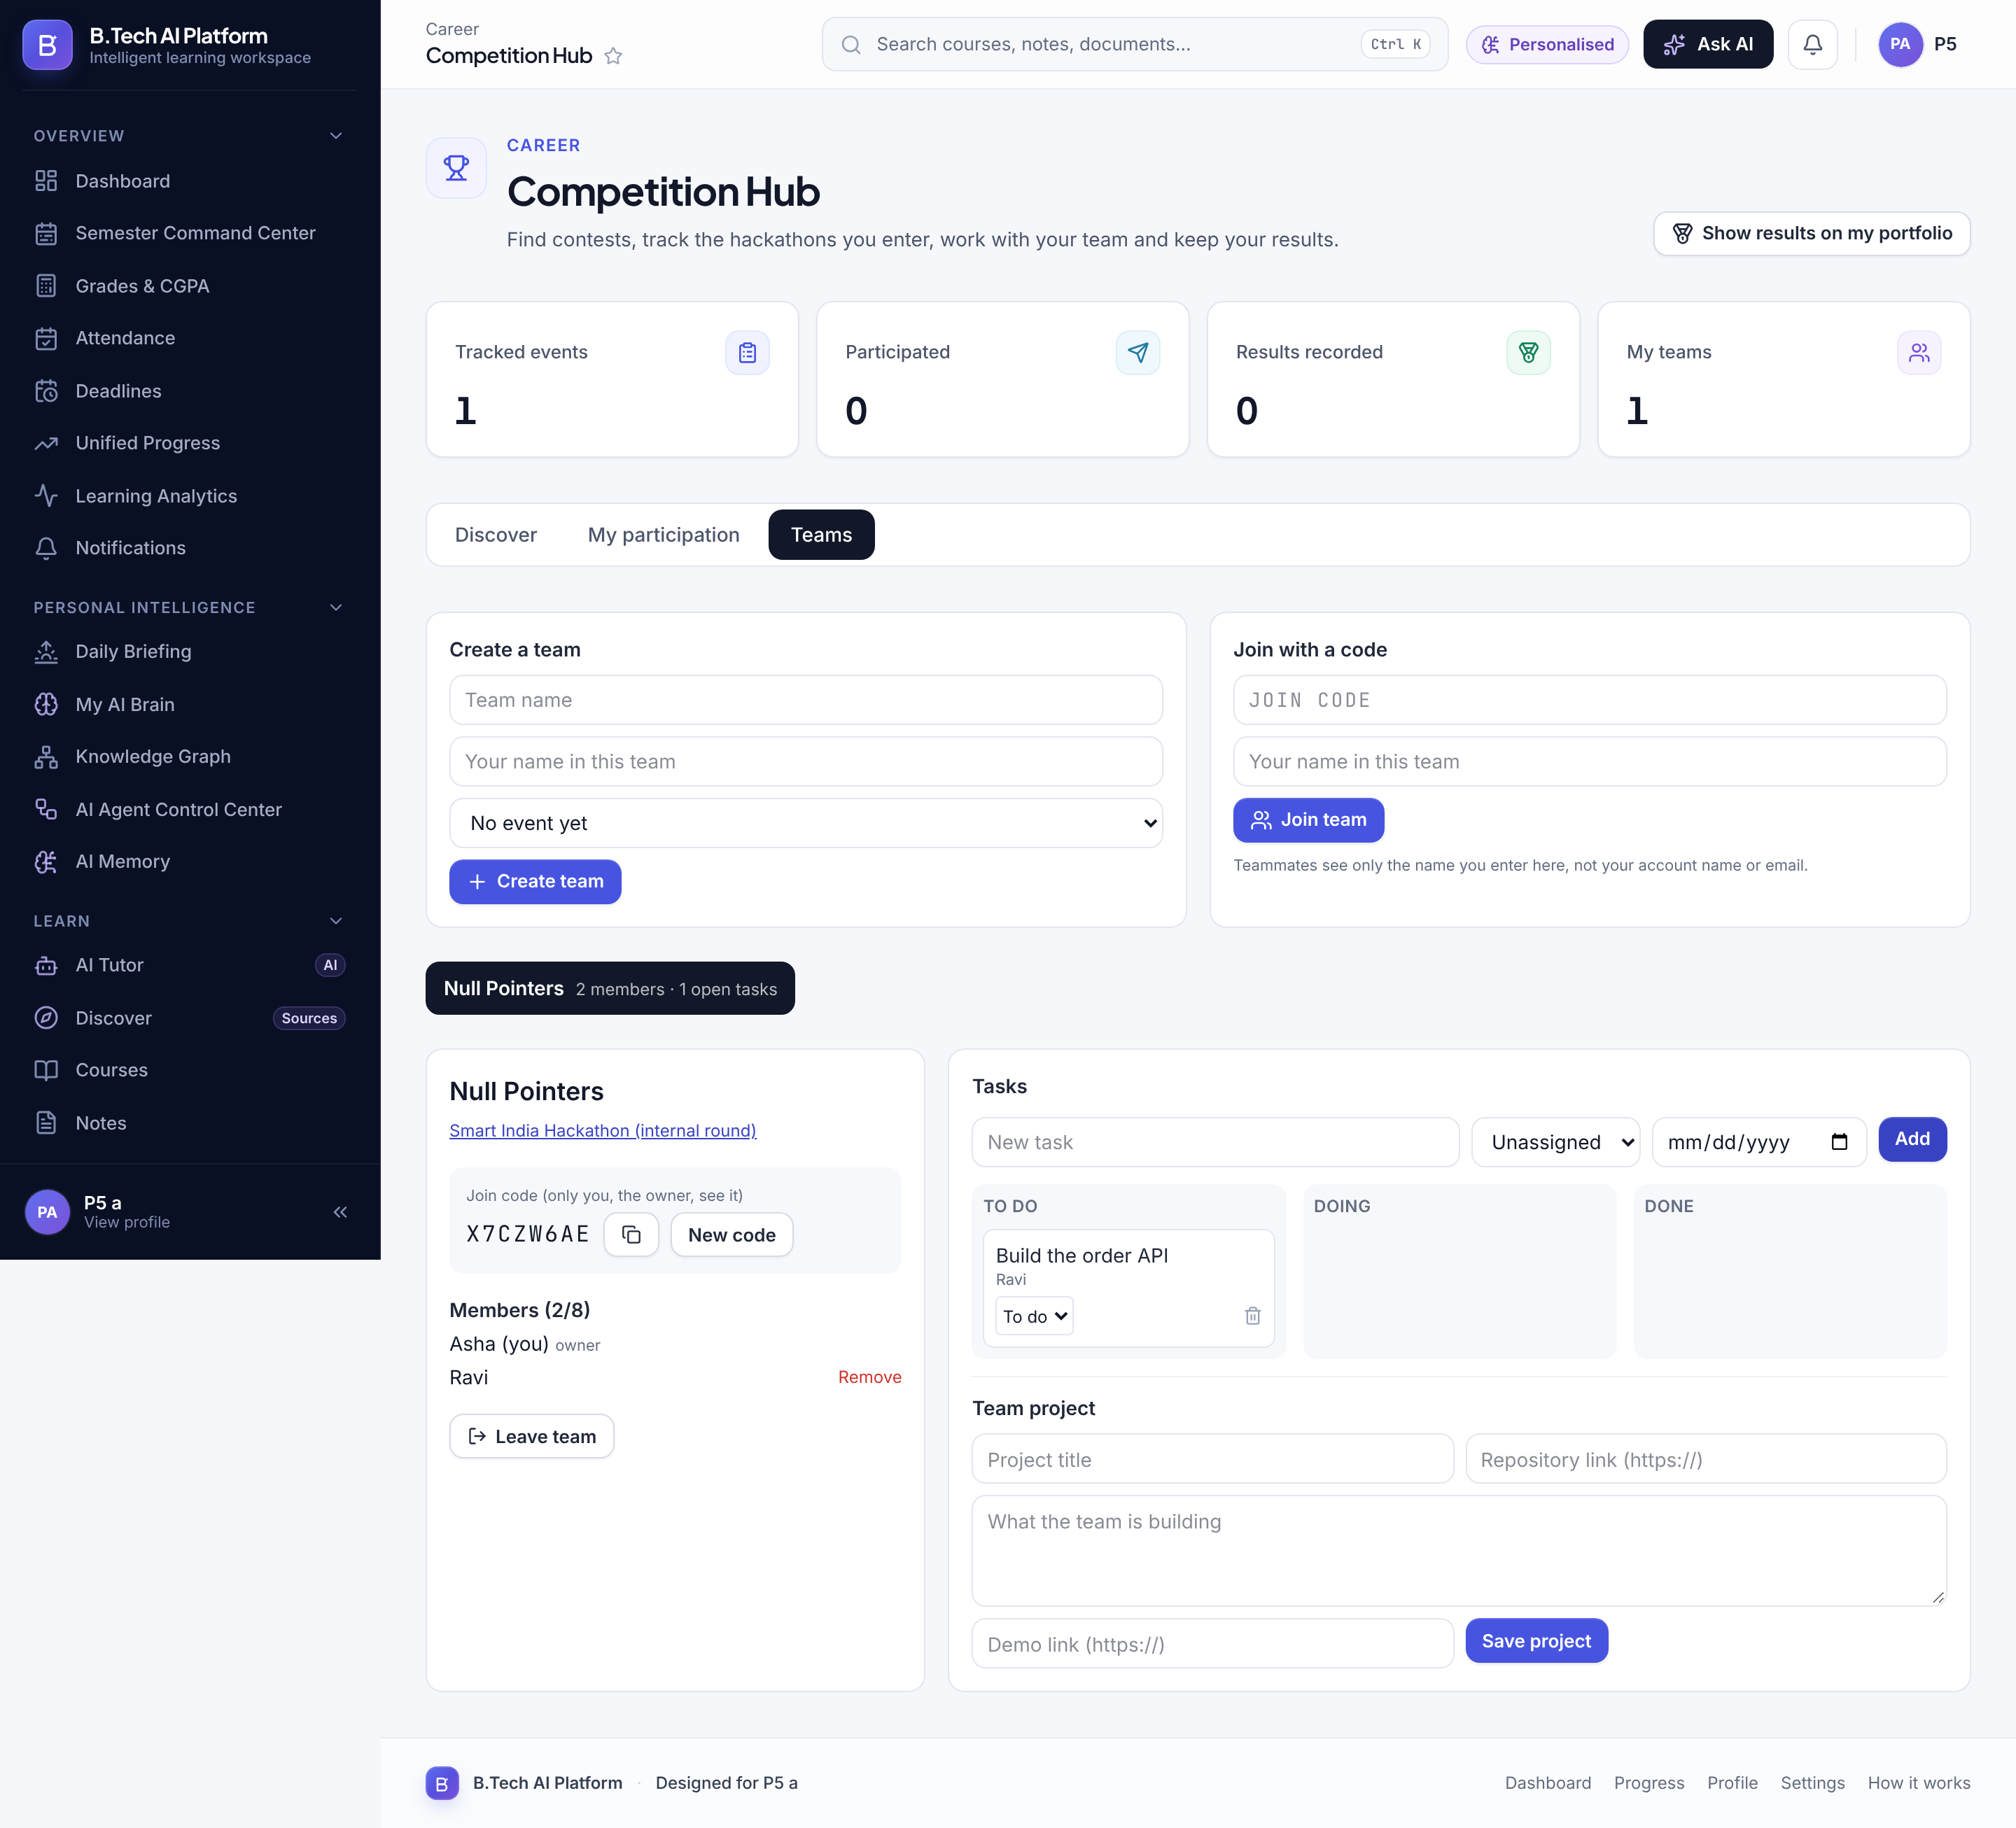 B.Tech AI Platform
Intelligent learning workspace
OVERVIEW
Dashboard
Semester Command Center
Grades & CGPA
Attendance
Deadlines
Unified Progress
Learning Analytics
Notifications
PERSONAL INTELLIGENCE
Daily Briefing
My AI Brain
Knowledge Graph
AI Agent Control Center
AI Memory
LEARN
AI Tutor AI
Discover Sources
Courses
Notes
PA P5 a
View profile
Career
Competition Hub
Search courses, notes, documents... Ctrl K
Personalised
Ask AI
PA P5
CAREER
Competition Hub
Find contests, track the hackathons you enter, work with your team and keep your results.
Show results on my portfolio
Tracked events
1
Participated
0
Results recorded
0
My teams
1
Discover My participation Teams
Create a team
Team name
Your name in this team
No event yet
Create team
Join with a code
JOIN CODE
Your name in this team
Join team
Teammates see only the name you enter here, not your account name or email.
Null Pointers 2 members · 1 open tasks
Null Pointers
Smart India Hackathon (internal round)
Join code (only you, the owner, see it)
X7CZW6AE New code
Members (2/8)
Asha (you) owner
Ravi Remove
Leave team
Tasks
New task Unassigned mm/dd/yyyy Add
TO DO
Build the order API
Ravi
To do
DOING
DONE
Team project
Project title Repository link (https://)
What the team is building
Demo link (https://) Save project
B B.Tech AI Platform · Designed for P5 a
Dashboard Progress Profile Settings How it works